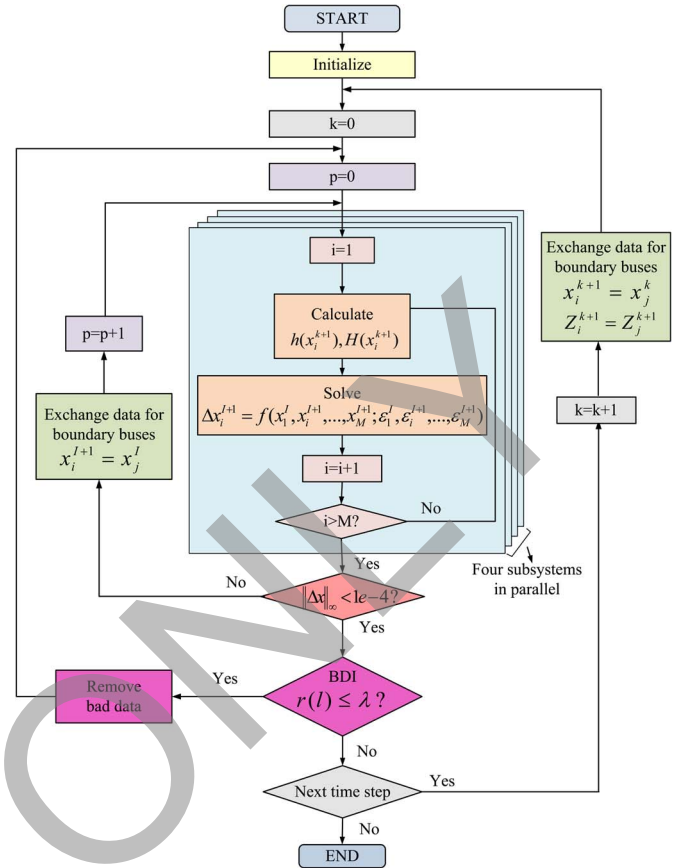 START
Initialize
k=0
p=0
i=1
Calculate
h(x_i^{k+1}), H(x_i^{k+1})
Solve
Δx_i^{I+1} = f(x_1^I, x_i^{I+1},..., x_M^{I+1}; ε_1^I, ε_i^{I+1},..., ε_M^{I+1})
i=i+1
i>M?
No
Yes
Four subsystems
in parallel
p=p+1
Exchange data for
boundary buses
x_i^{I+1} = x_j^I
No
‖Δx‖_∞ <1e-4?
Yes
BDI
r(l) ≤ λ?
Yes
Remove
bad data
No
Next time step
Yes
No
END
k=k+1
Exchange data for
boundary buses
x_i^{k+1} = x_j^k
Z_i^{k+1} = Z_j^{k+1}
ONLY